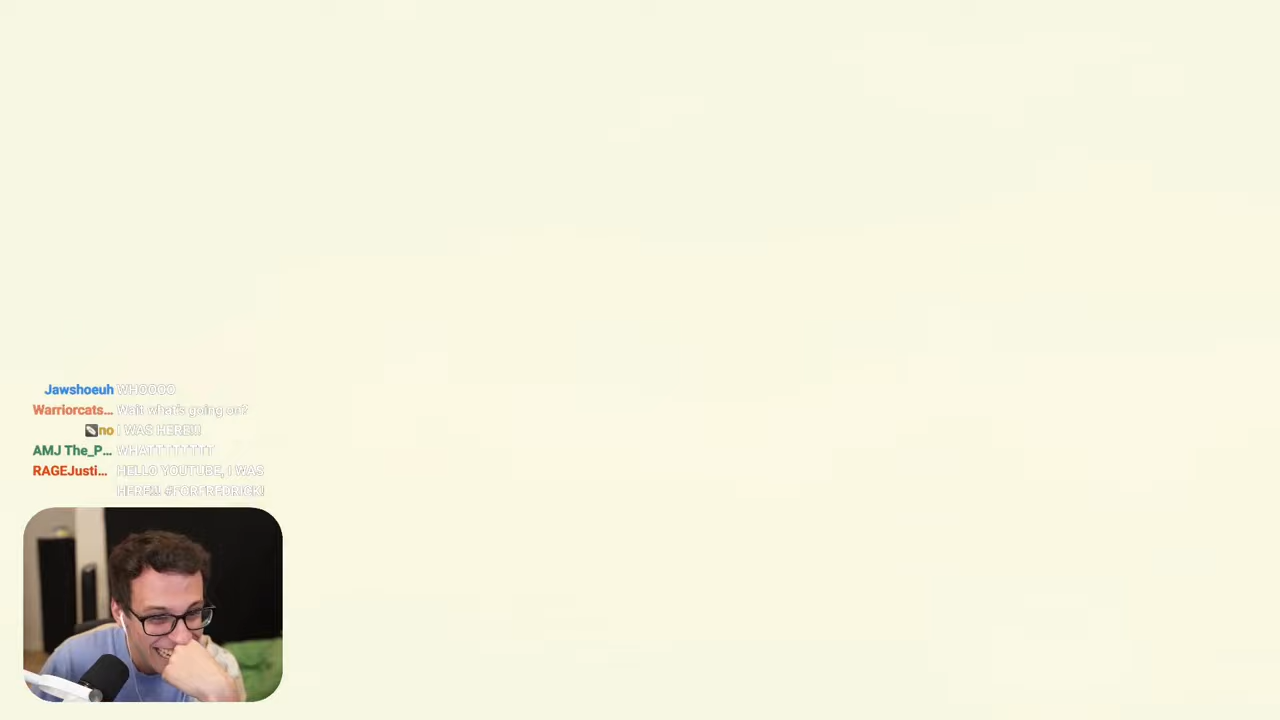 Jawshoeuh WHOOOO
Warriorcats... Wait what's going on?
no I WAS HERE!!!
AMJ The_P... WHATTTTTTTT
RAGEJusti... HELLO YOUTUBE, I WAS
HERE!!! #FORFREDRICK!